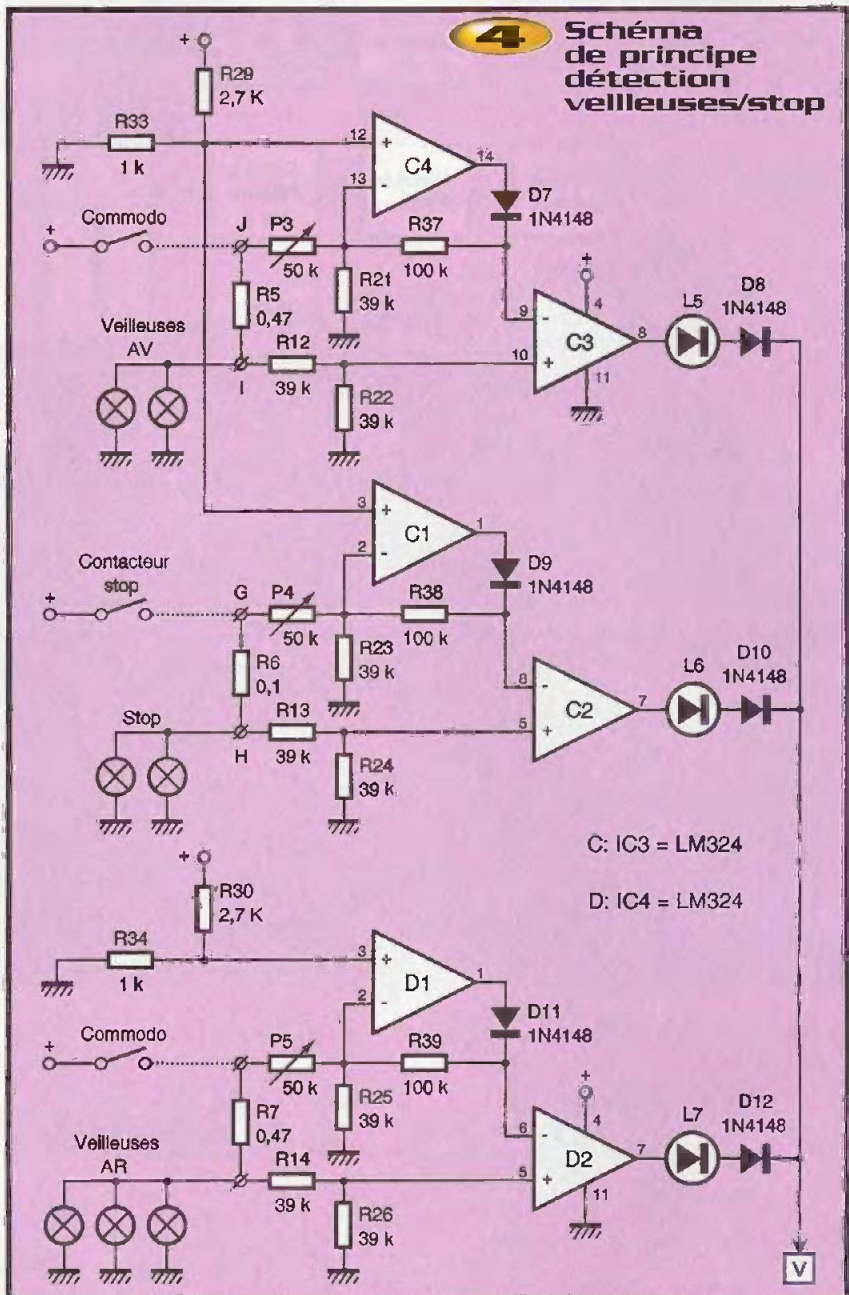 4
Schéma
de principe
détection
veilleuses/stop
+
R29
2,7 K
R33
1 k
12
+
13
-
C4
14
D7
1N4148
+
Commodo
J
P3
50 k
R37
100 k
R21
39 k
R5
0,47
Veilleuses
AV
I
R12
39 k
R22
39 k
+
4
9
-
10
+
C3
8
11
L5
D8
1N4148
3
+
2
-
C1
1
D9
1N4148
+
Contacteur
stop
G
P4
50 k
R38
100 k
R23
39 k
R6
0,1
Stop
H
R13
39 k
R24
39 k
6
-
5
+
C2
7
L6
D10
1N4148
C: IC3 = LM324
D: IC4 = LM324
+
R30
2,7 K
R34
1 k
3
+
2
-
D1
1
D11
1N4148
+
Commodo
P5
50 k
R39
100 k
R25
39 k
R7
0,47
Veilleuses
AR
R14
39 k
R26
39 k
+
4
6
-
5
+
D2
7
11
L7
D12
1N4148
V